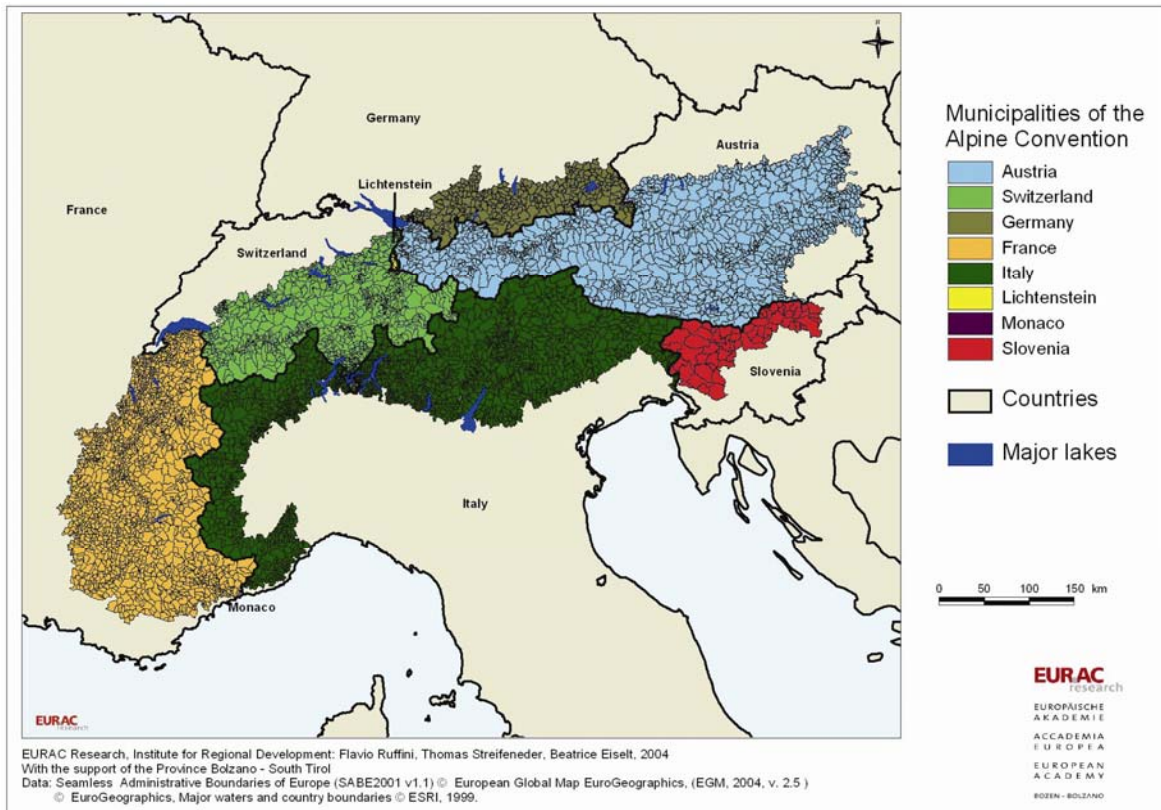 Germany
Austria
Lichtenstein
France
Switzerland
Slovenia
Italy
Monaco
EURAC
research
Municipalities of the
Alpine Convention
Austria
Switzerland
Germany
France
Italy
Lichtenstein
Monaco
Slovenia
Countries
Major lakes
0 50 100 150 km
EURAC
research
EUROPÄISCHE
AKADEMIE
ACCADEMIA
EUROPEA
EUROPEAN
ACADEMY
BOZEN - BOLZANO
EURAC Research, Institute for Regional Development: Flavio Ruffini, Thomas Streifeneder, Beatrice Eiselt, 2004
With the support of the Province Bolzano - South Tirol
Data: Seamless Administrative Boundaries of Europe (SABE2001 v1.1) © European Global Map EuroGeographics, (EGM, 2004, v. 2.5 )
© EuroGeographics, Major waters and country boundaries © ESRI, 1999.